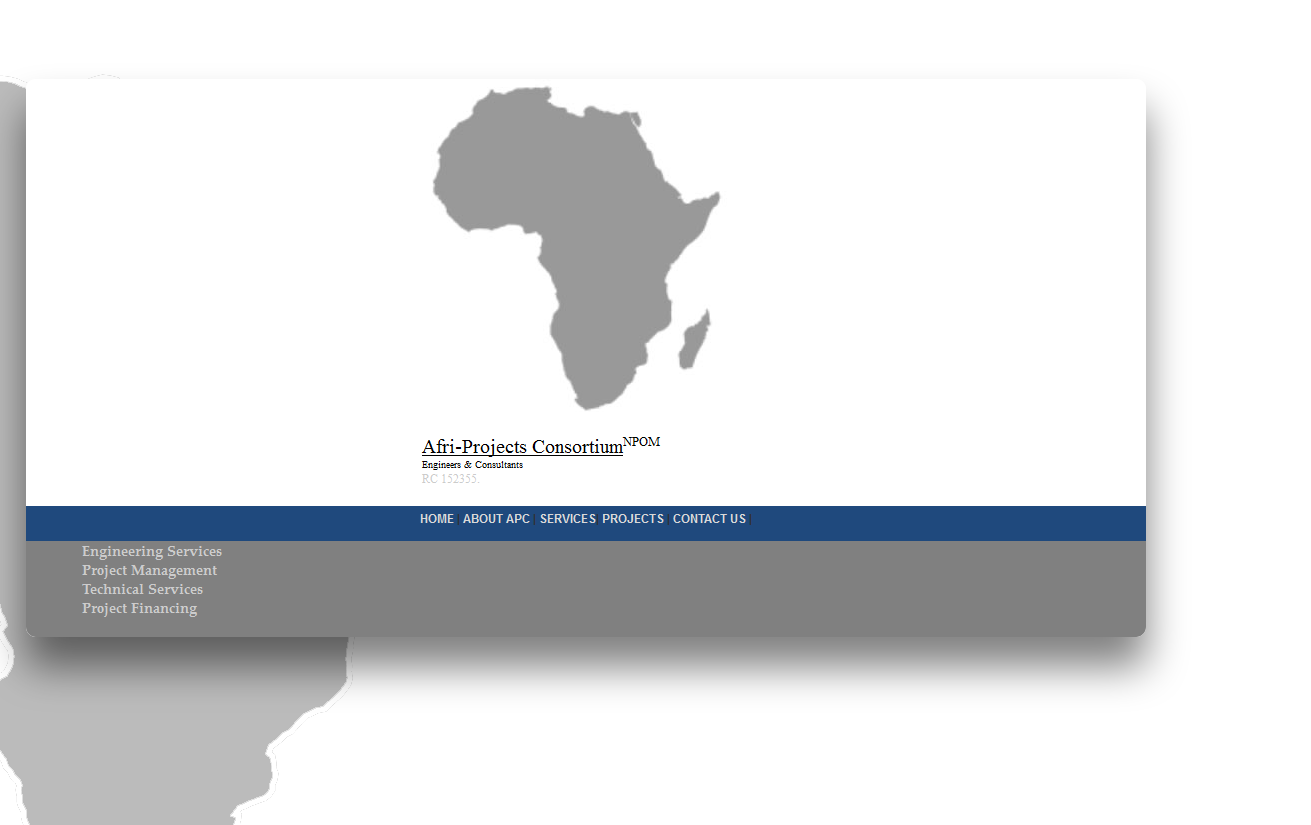 Afri-Projects Consortium NPOM
Engineers & Consultants
RC 152355.
HOME | ABOUT APC | SERVICES | PROJECTS | CONTACT US |
Engineering Services
Project Management
Technical Services
Project Financing